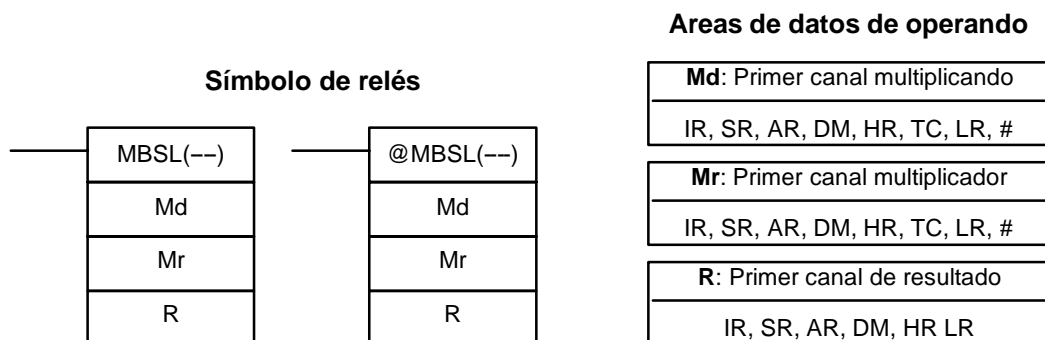 Areas de datos de operando
Símbolo de relés
MBSL(−−)
Md
Mr
R
@MBSL(−−)
Md
Mr
R
Md: Primer canal multiplicando
IR, SR, AR, DM, HR, TC, LR, #
Mr: Primer canal multiplicador
IR, SR, AR, DM, HR, TC, LR, #
R: Primer canal de resultado
IR, SR, AR, DM, HR LR